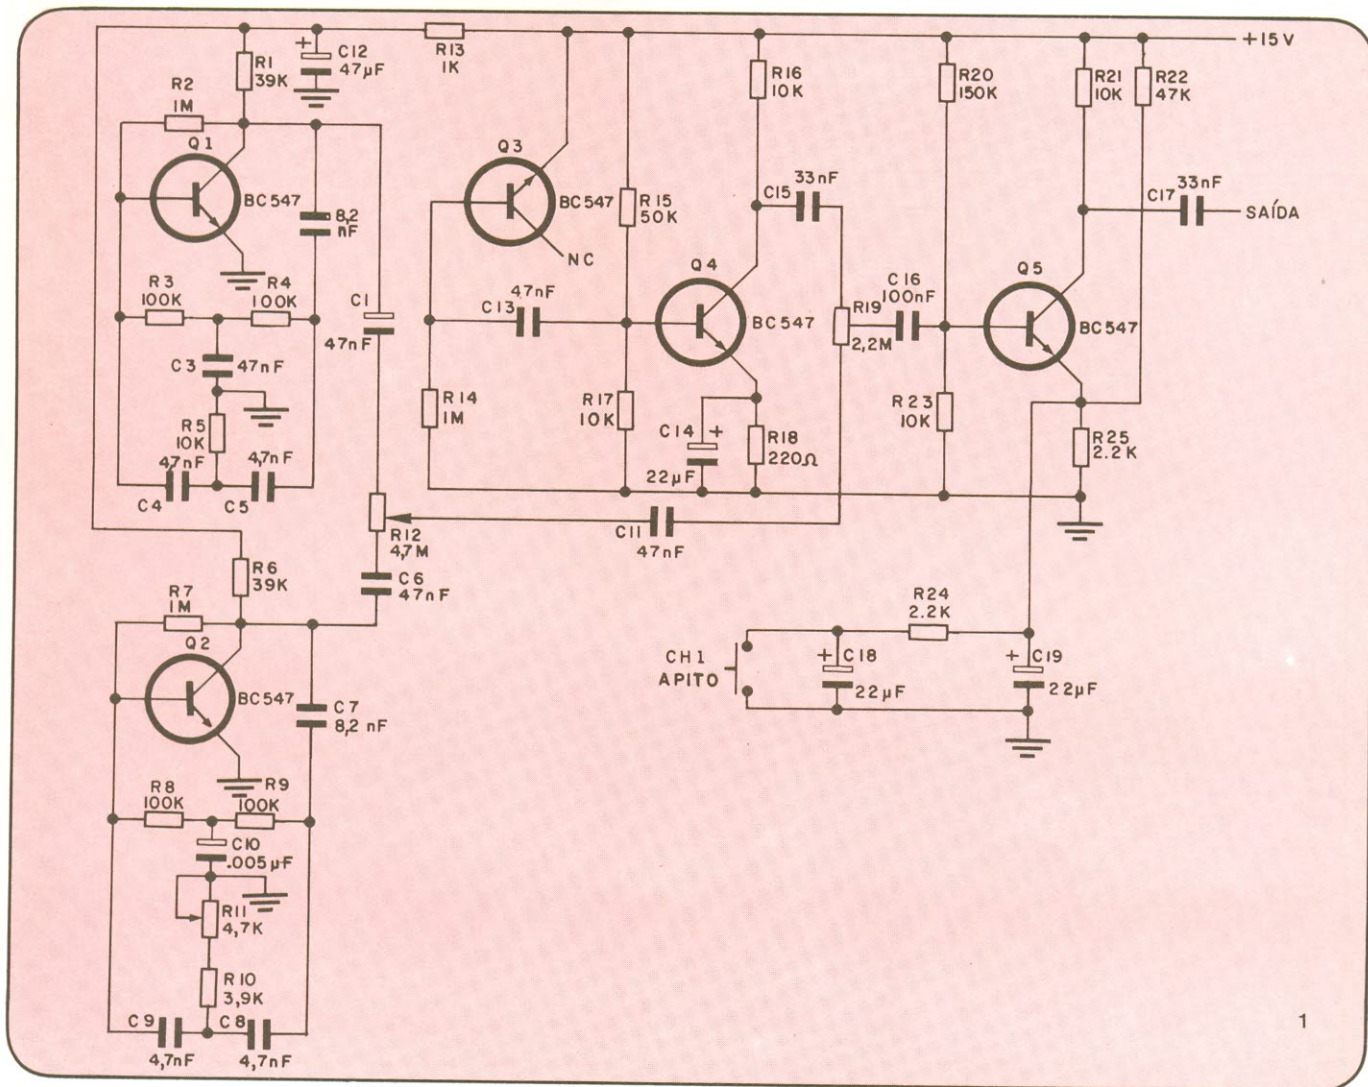 +15V
R1
39K
C12
47µF
R13
1K
R2
1M
Q1
BC547
8,2
nF
R3
100K
R4
100K
C3
47nF
R5
10K
47nF
4,7nF
C4
C5
C1
47nF
R12
4,7M
C6
47nF
Q3
BC547
NC
47nF
C13
R14
1M
R15
50K
R16
10K
33nF
C15
Q4
BC547
R17
10K
C14
22µF
R18
220Ω
R19
2,2M
C11
47nF
C16
100nF
R20
150K
R21
10K
R22
47K
33nF
C17
SAÍDA
Q5
BC547
R23
10K
R25
2.2K
R6
39K
R7
1M
Q2
BC547
C7
8,2 nF
R8
100K
R9
100K
C10
.005µF
R11
4,7K
R10
3,9K
C9
C8
4,7nF
4,7nF
CH1
APITO
C18
22µF
R24
2.2K
C19
22µF
1